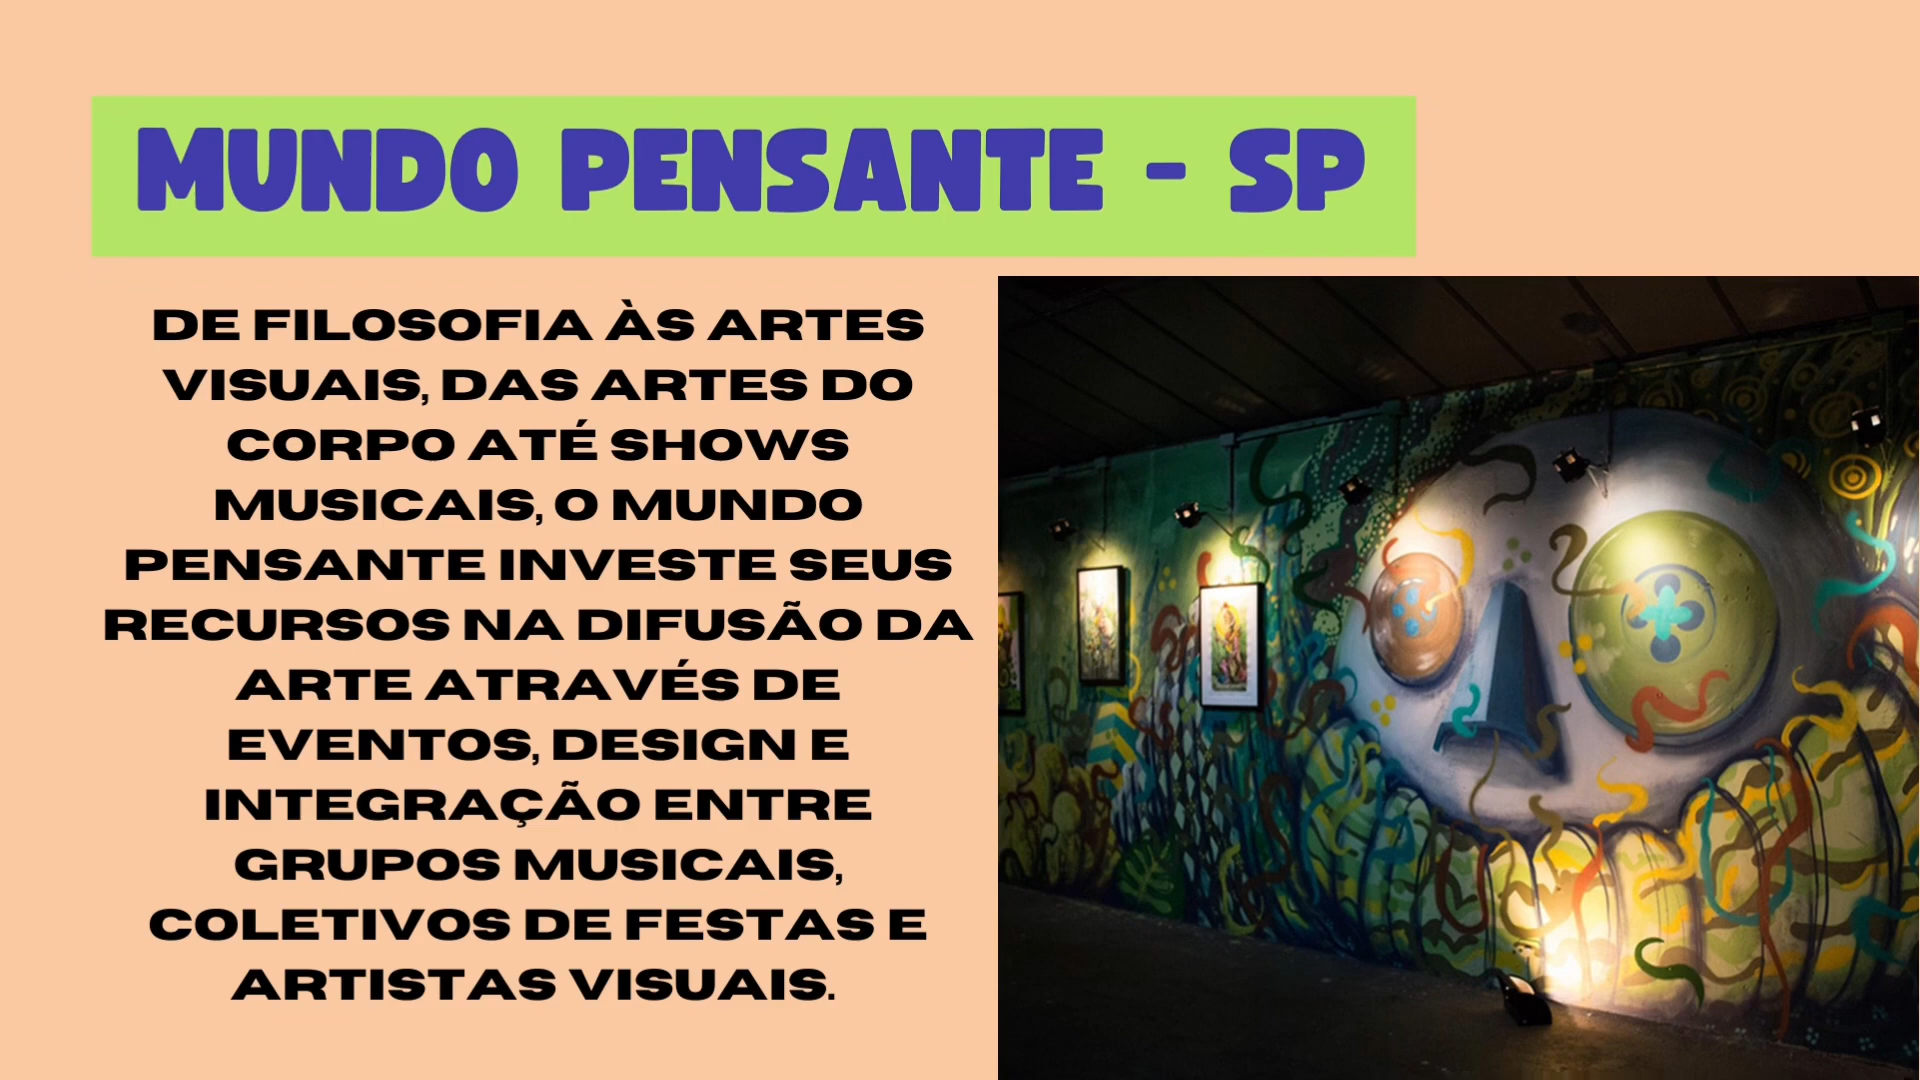 MUNDO PENSANTE - SP
DE FILOSOFIA ÀS ARTES
VISUAIS, DAS ARTES DO
CORPO ATÉ SHOWS
MUSICAIS, O MUNDO
PENSANTE INVESTE SEUS
RECURSOS NA DIFUSÃO DA
ARTE ATRAVÉS DE
EVENTOS, DESIGN E
INTEGRAÇÃO ENTRE
GRUPOS MUSICAIS,
COLETIVOS DE FESTAS E
ARTISTAS VISUAIS.